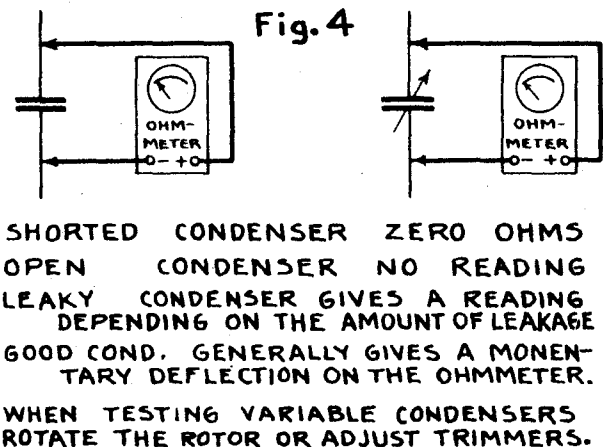 Fig. 4
OHM-
METER
- +
OHM-
METER
- +
SHORTED CONDENSER ZERO OHMS
OPEN CONDENSER NO READING
LEAKY CONDENSER GIVES A READING
DEPENDING ON THE AMOUNT OF LEAKAGE
GOOD COND. GENERALLY GIVES A MONEN-
TARY DEFLECTION ON THE OHMMETER.
WHEN TESTING VARIABLE CONDENSERS
ROTATE THE ROTOR OR ADJUST TRIMMERS.